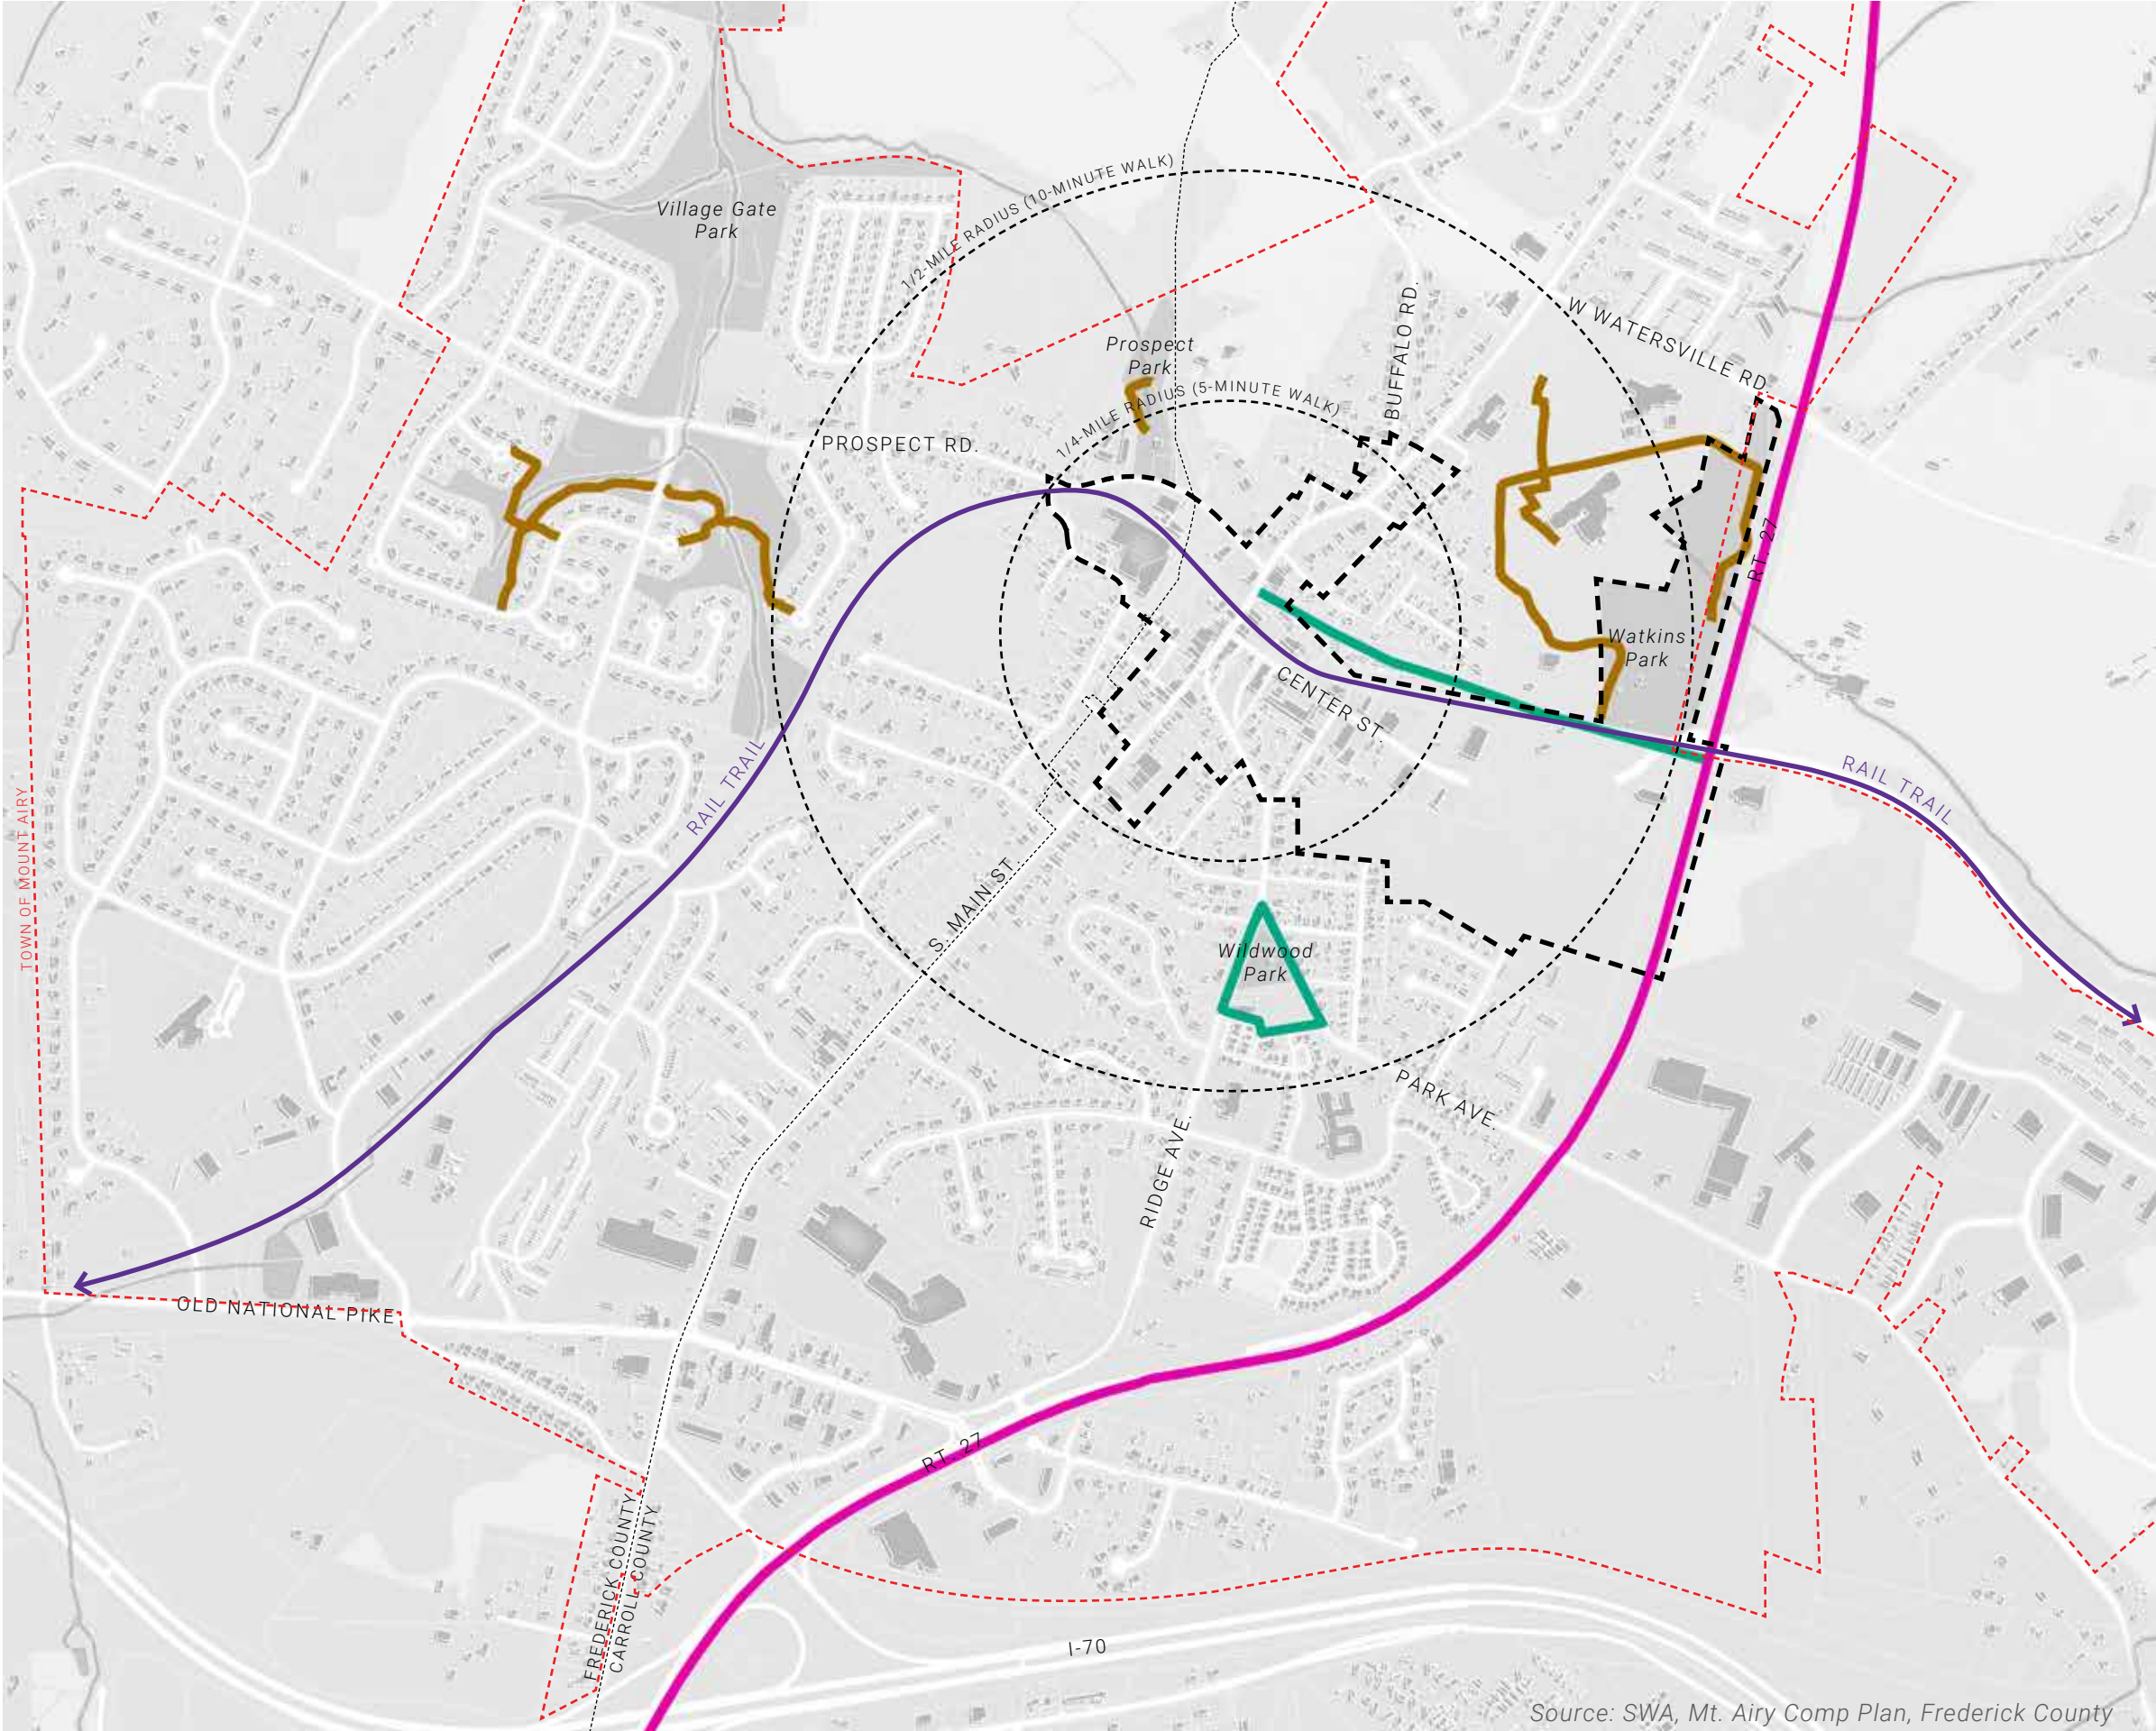 1/2-MILE RADIUS (10-MINUTE WALK)
Village Gate
Park
W WATERSVILLE RD.
BUFFALO RD.
Prospect
Park
1/4-MILE RADIUS (5-MINUTE WALK)
PROSPECT RD.
RT. 27
Watkins
Park
CENTER ST.
RAIL TRAIL
RAIL TRAIL
TOWN OF MOUNT AIRY
S. MAIN ST.
Wildwood
Park
PARK AVE.
RIDGE AVE.
OLD NATIONAL PIKE
RT. 27
FREDERICK COUNTY
CARROLL COUNTY
I-70
Source: SWA, Mt. Airy Comp Plan, Frederick County